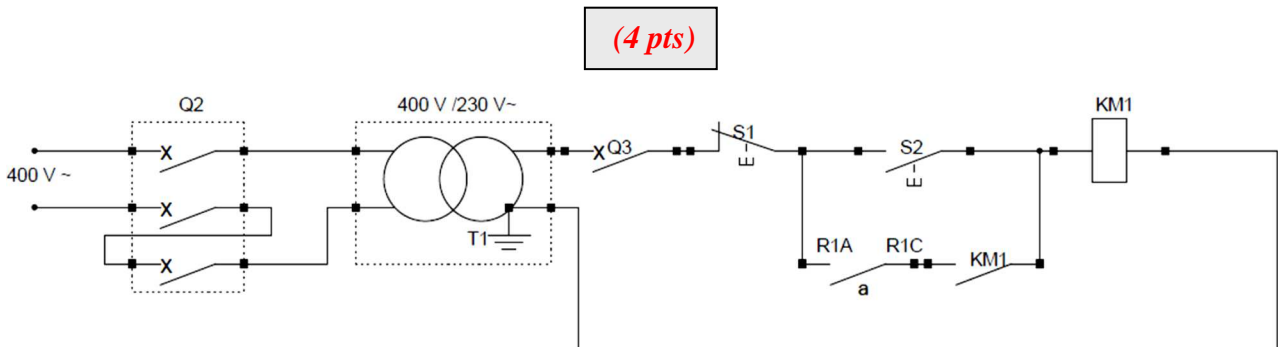 (4 pts)
Q2
400 V /230 V~
KM1
S1
Q3
S2
400 V ~
T1
R1A
R1C
KM1
a